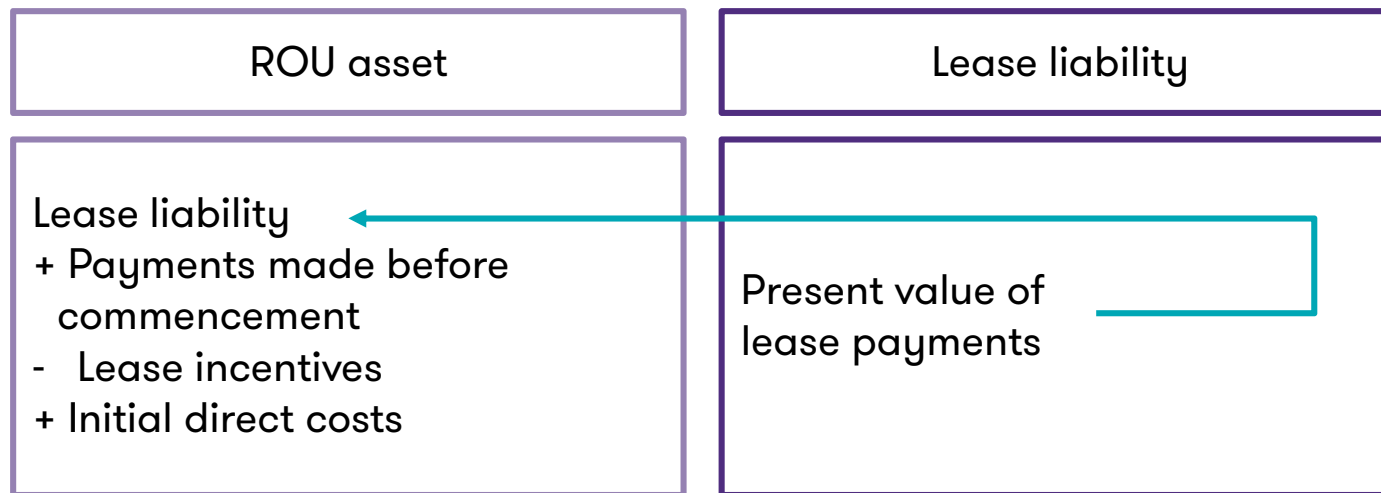 ROU asset
Lease liability
Lease liability
+ Payments made before
commencement
- Lease incentives
+ Initial direct costs
Present value of
lease payments